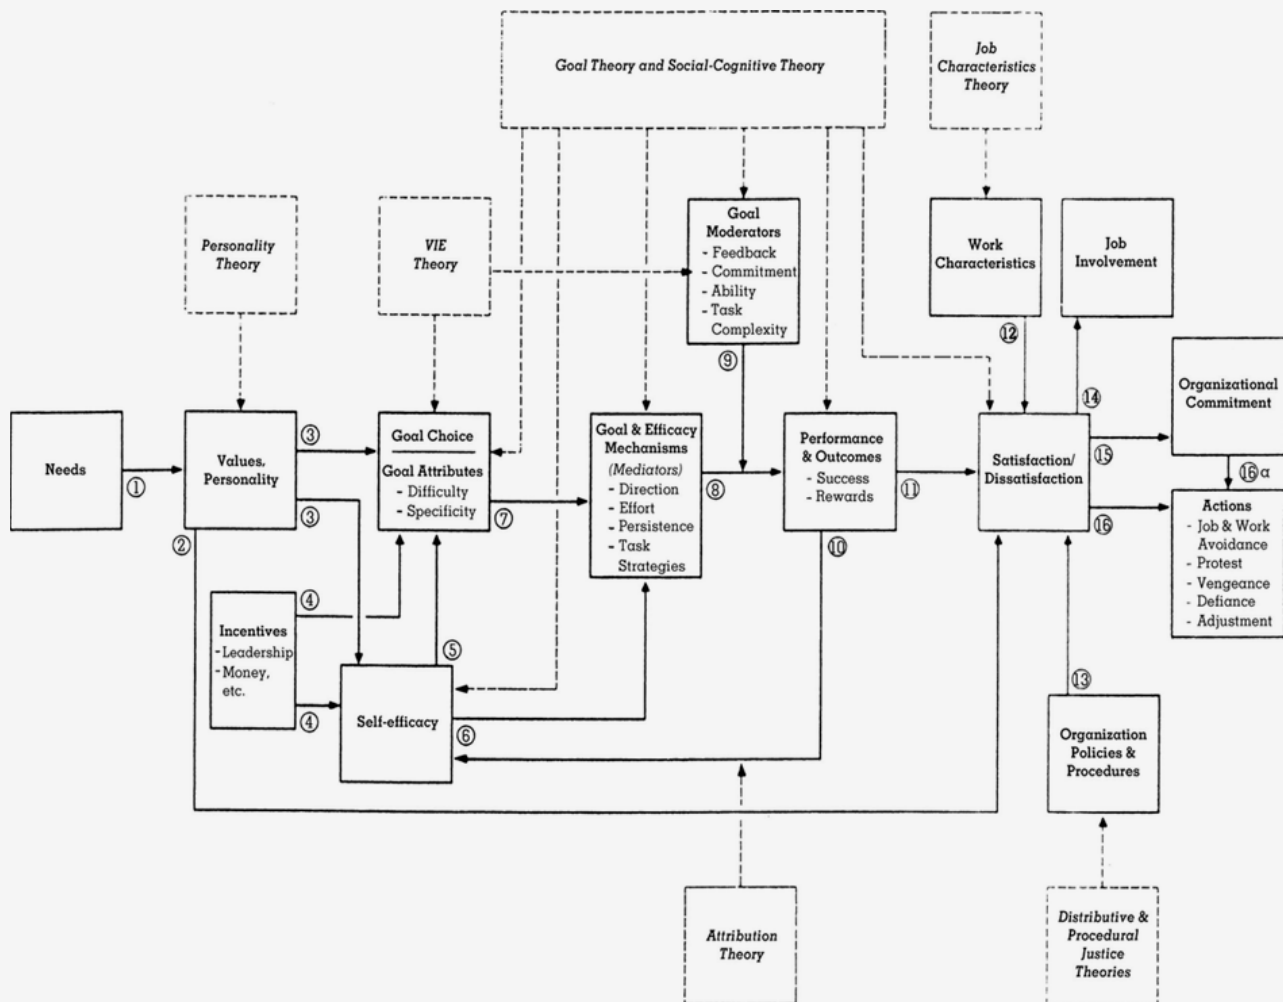 Goal Theory and Social-Cognitive Theory
Job
Characteristics
Theory
Personality
Theory
VIE
Theory
Goal
Moderators
- Feedback
- Commitment
- Ability
- Task
Complexity
Work
Characteristics
Job
Involvement
⑨
⑫
⑭
Needs
①
Values,
Personality
③
③
②
Goal Choice
Goal Attributes
- Difficulty
- Specificity
⑦
Goal & Efficacy
Mechanisms
(Mediators)
- Direction
- Effort
- Persistence
- Task
Strategies
⑧
Performance
& Outcomes
- Success
- Rewards
⑪
⑩
Satisfaction/
Dissatisfaction
⑮
⑯
Organizational
Commitment
⑯ α
Actions
- Job & Work
Avoidance
- Protest
- Vengeance
- Defiance
- Adjustment
Incentives
- Leadership
- Money,
etc.
④
④
⑤
Self-efficacy
⑥
⑬
Organization
Policies &
Procedures
Attribution
Theory
Distributive &
Procedural
Justice
Theories